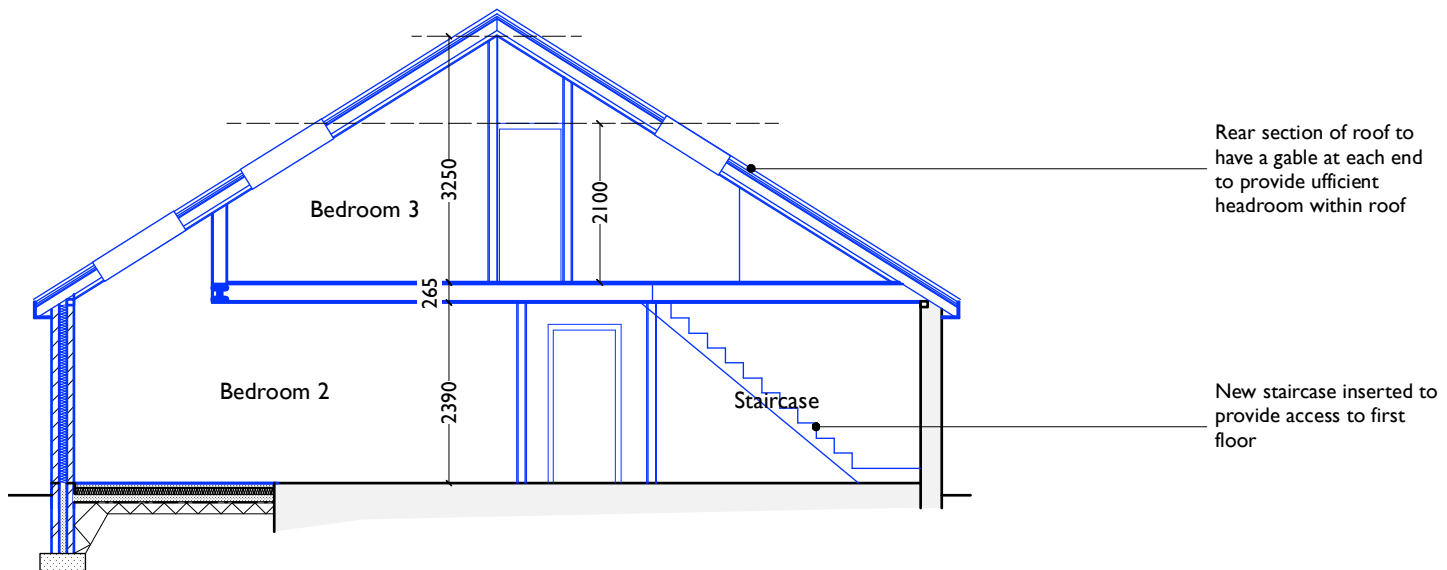 Rear section of roof to
have a gable at each end
to provide ufficient
headroom within roof
3250
2100
Bedroom 3
265
Bedroom 2
2390
Staircase
New staircase inserted to
provide access to first
floor